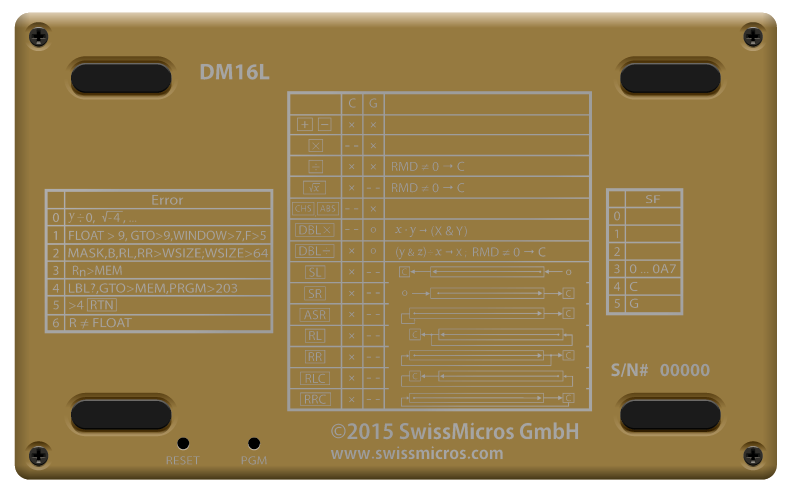 DM16L
C G
+ − × ×
× -- ×
÷ × × RMD ≠ 0 → C
√x × -- RMD ≠ 0 → C
CHS ABS -- ×
DBL× -- o x · y → (X & Y)
DBL÷ × o (y & z) ÷ x → x : RMD ≠ 0 → C
SL × -- C o
SR × -- o C
ASR × -- C
RL × -- C
RR × -- C
RLC × -- C
RRC × -- C
Error
0 y÷0, √-4, ...
1 FLOAT > 9, GTO>9,WINDOW>7,F>5
2 MASK,B,RL,RR>WSIZE,WSIZE>64
3 Rn>MEM
4 LBL?,GTO>MEM,PRGM>203
5 >4 RTN
6 R ≠ FLOAT
SF
0
1
2
3 0 ... 0A7
4 C
5 G
S/N# 00000
©2015 SwissMicros GmbH
www.swissmicros.com
RESET PGM